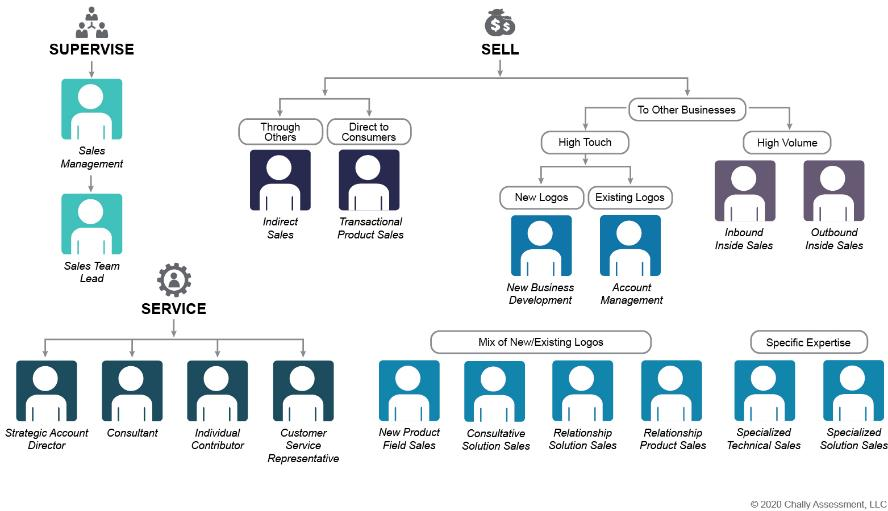 SUPERVISE
Sales
Management
Sales Team
Lead
SELL
Through
Others
Direct to
Consumers
Indirect
Sales
Transactional
Product Sales
To Other Businesses
High Touch
High Volume
New Logos
Existing Logos
New Business
Development
Account
Management
Inbound
Inside Sales
Outbound
Inside Sales
SERVICE
Strategic Account
Director
Consultant
Individual
Contributor
Customer
Service
Representative
Mix of New/Existing Logos
New Product
Field Sales
Consultative
Solution Sales
Relationship
Solution Sales
Relationship
Product Sales
Specific Expertise
Specialized
Technical Sales
Specialized
Solution Sales
© 2020 Chally Assessment, LLC